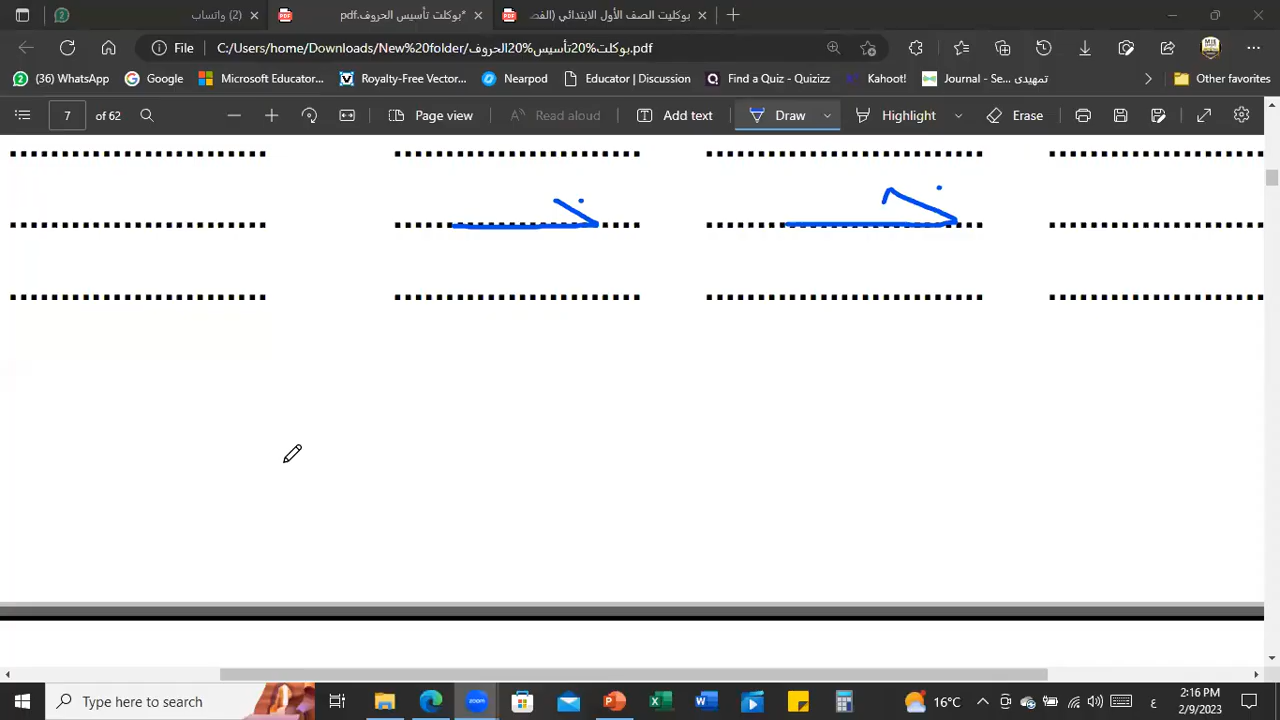 (2) واتساب
*بوكلت تأسيس الحروف.pdf
بوكليت الصف الأول الابتدائي (الفص
File C:/Users/home/Downloads/New%20folder/بوكلت%20تأسيس%20الحروف.pdf
(36) WhatsApp Google Microsoft Educator... Royalty-Free Vector... Nearpod Educator | Discussion Find a Quiz - Quizizz Kahoot! Journal - Se... تمهيدى Other favorites
7 of 62 Page view Read aloud Add text Draw Highlight Erase
Type here to search 16°C ع 2:16 PM
2/9/2023